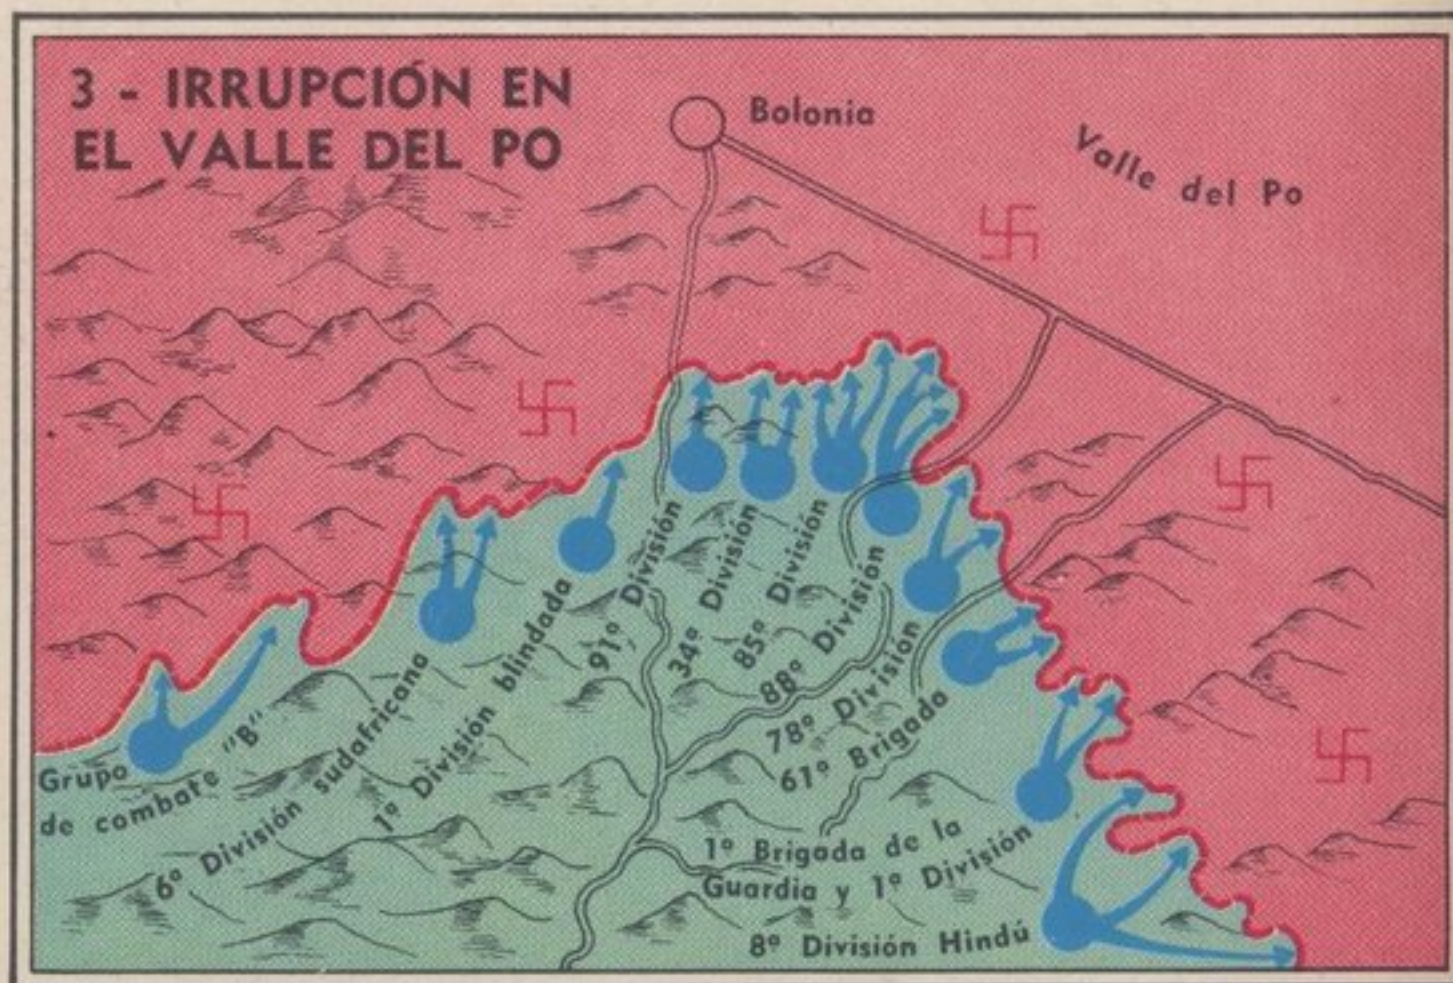 3 - IRRUPCIÓN EN
EL VALLE DEL PO
Bolonia
Valle del Po
Grupo
de combate "B"
6º División sudafricana
1º División blindada
91º División
34º División
85º División
88º División
78º División
61º Brigada
1º Brigada de la
Guardia y 1º División
8º División Hindú